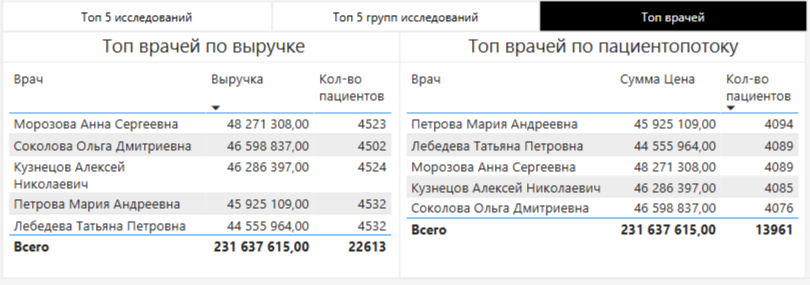 Топ 5 исследований Топ 5 групп исследований Топ врачей
Топ врачей по выручке
Врач Выручка Кол-во
пациентов
Морозова Анна Сергеевна 48 271 308,00 4523
Соколова Ольга Дмитриевна 46 598 837,00 4502
Кузнецов Алексей 46 286 397,00 4524
Николаевич
Петрова Мария Андреевна 45 925 109,00 4532
Лебедева Татьяна Петровна 44 555 964,00 4532
Всего 231 637 615,00 22613
Топ врачей по пациентопотоку
Врач Сумма Цена Кол-во
пациентов
Петрова Мария Андреевна 45 925 109,00 4094
Лебедева Татьяна Петровна 44 555 964,00 4089
Морозова Анна Сергеевна 48 271 308,00 4089
Кузнецов Алексей Николаевич 46 286 397,00 4085
Соколова Ольга Дмитриевна 46 598 837,00 4076
Всего 231 637 615,00 13961